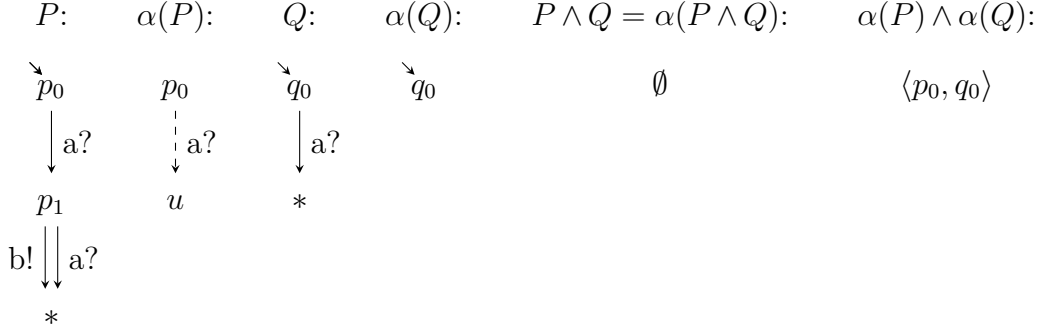 P: α(P): Q: α(Q): P ∧ Q = α(P ∧ Q): α(P) ∧ α(Q):
p₀ p₀ q₀ q₀ ∅ ⟨p₀, q₀⟩
a? a? a?
p₁ u *
b! a?
*